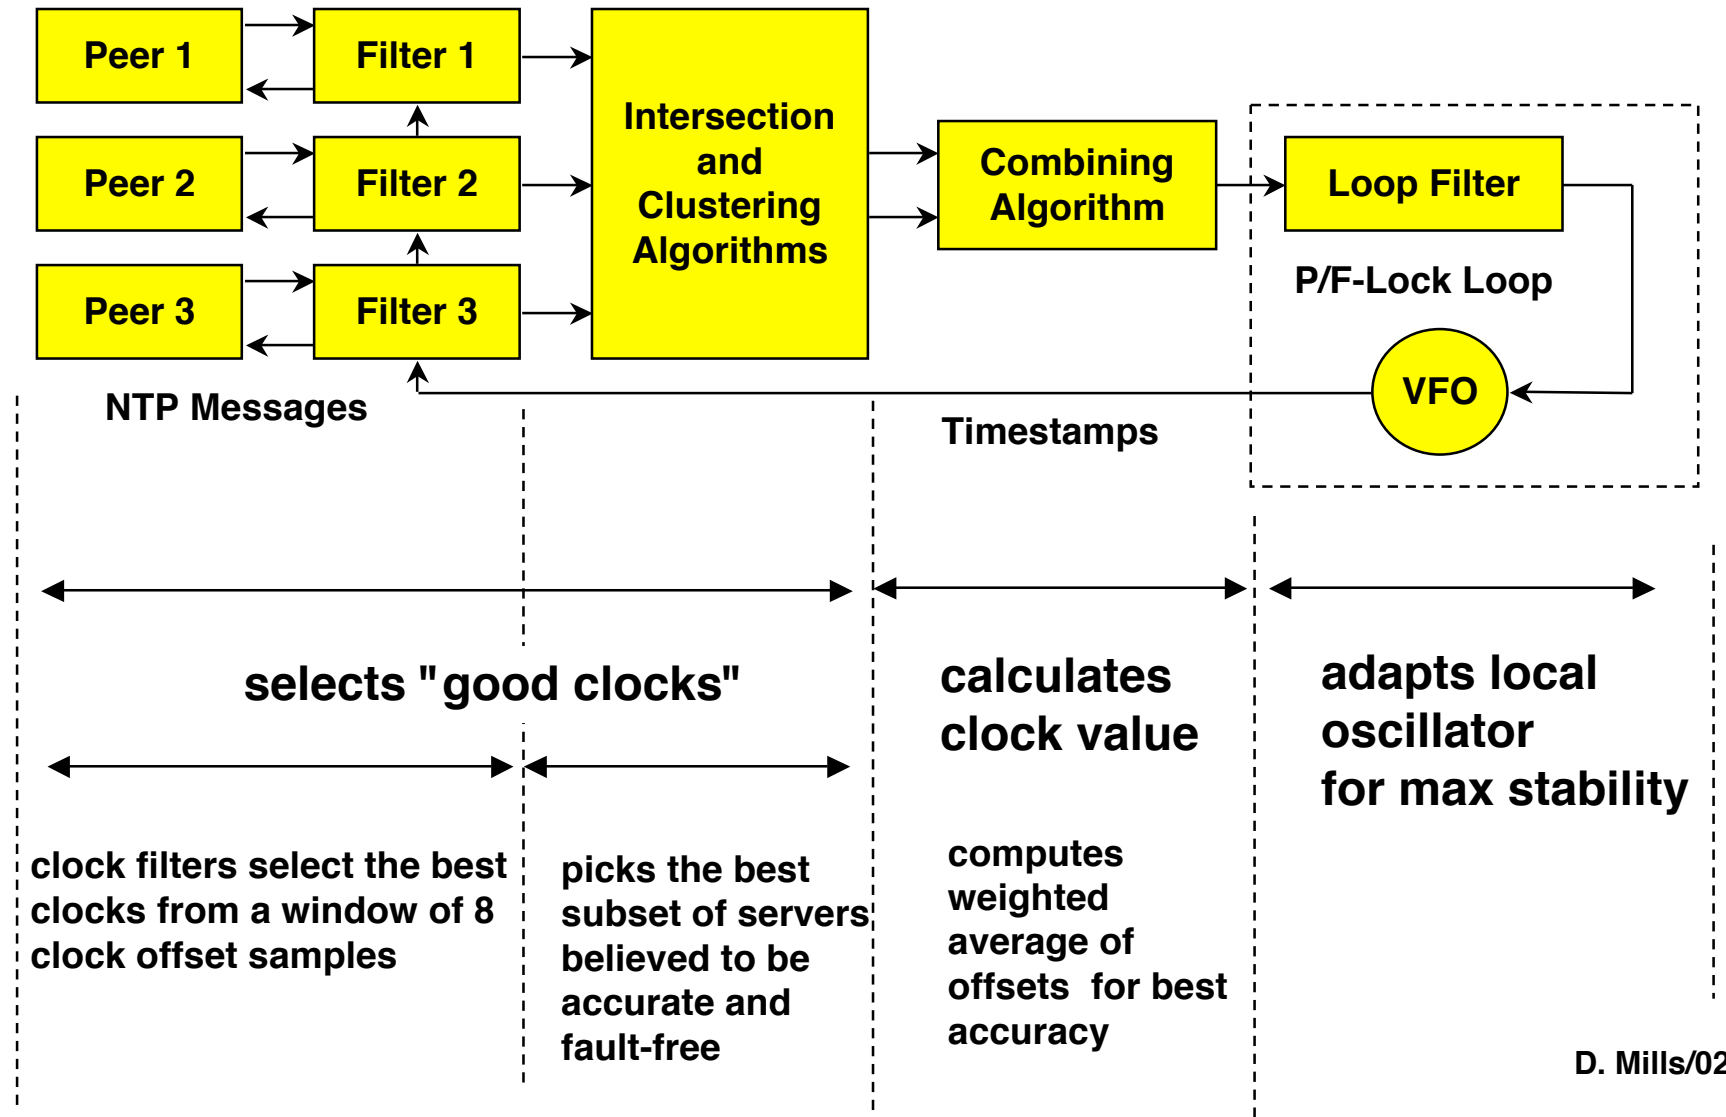 Peer 1
Filter 1
Peer 2
Filter 2
Peer 3
Filter 3
Intersection
and
Clustering
Algorithms
Combining
Algorithm
Loop Filter
P/F-Lock Loop
VFO
NTP Messages
Timestamps
selects "good clocks"
calculates
clock value
adapts local
oscillator
for max stability
clock filters select the best
clocks from a window of 8
clock offset samples
picks the best
subset of servers
believed to be
accurate and
fault-free
computes
weighted
average of
offsets for best
accuracy
D. Mills/02